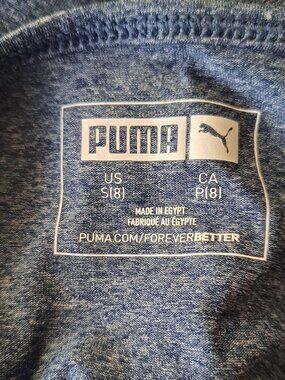 PUMA
US CA
S(8) P(8)
MADE IN EGYPT
FABRIQUÉ AU ÉGYPTE
PUMA.COM/FOREVERBETTER